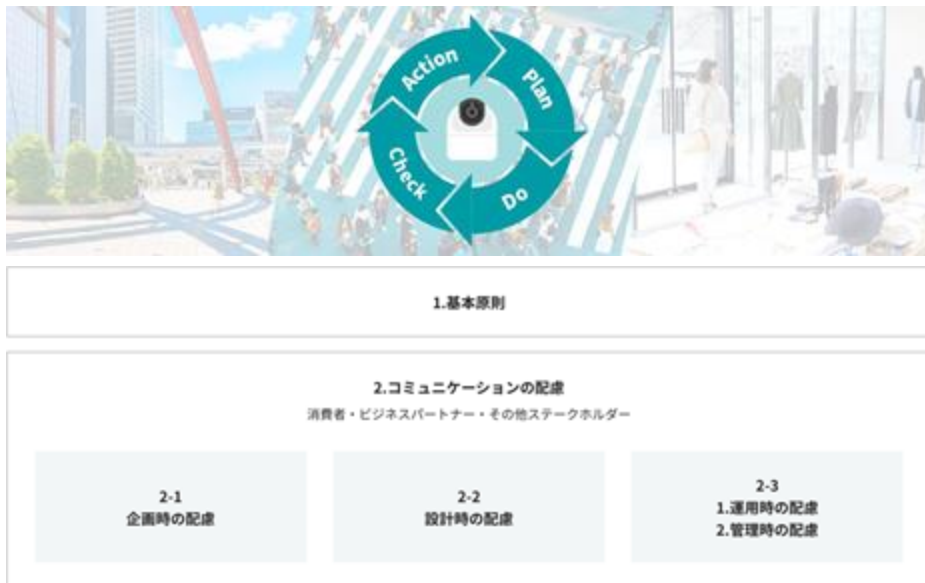 Action
Plan
Check
Do
1.基本原則
2.コミュニケーションの配慮
消費者・ビジネスパートナー・その他ステークホルダー
2-1
企画時の配慮
2-2
設計時の配慮
2-3
1.運用時の配慮
2.管理時の配慮